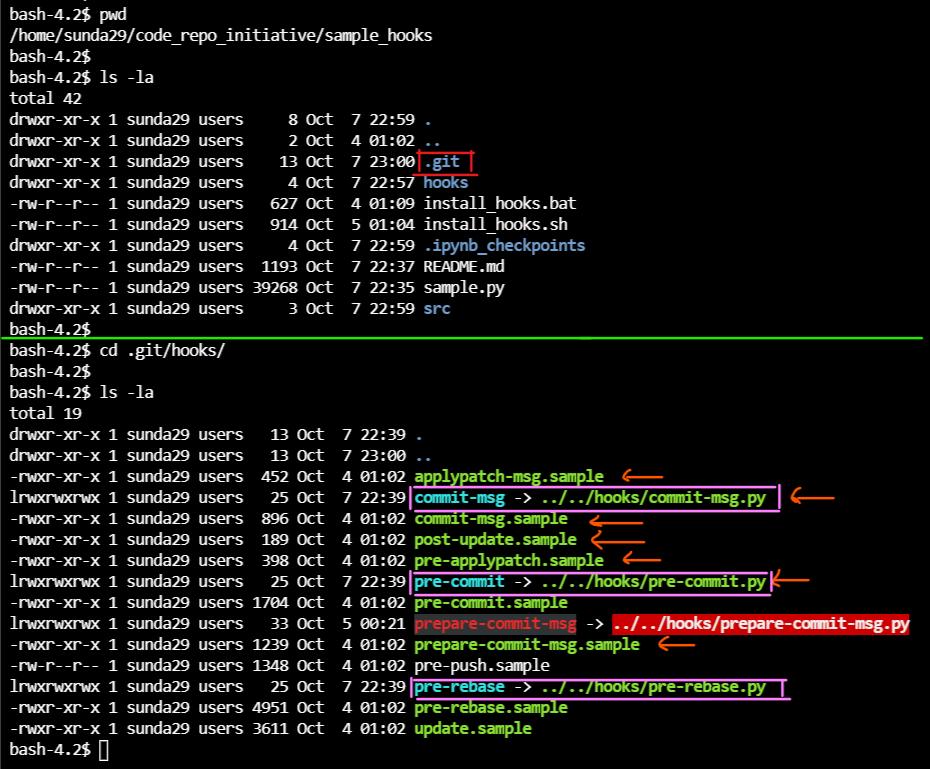 bash-4.2$ pwd
/home/sunda29/code_repo_initiative/sample_hooks
bash-4.2$
bash-4.2$ ls -la
total 42
drwxr-xr-x 1 sunda29 users     8 Oct  7 22:59 .
drwxr-xr-x 1 sunda29 users     2 Oct  4 01:02 ..
drwxr-xr-x 1 sunda29 users    13 Oct  7 23:00 .git
drwxr-xr-x 1 sunda29 users     4 Oct  7 22:57 hooks
-rw-r--r-- 1 sunda29 users   627 Oct  4 01:09 install_hooks.bat
-rw-r--r-- 1 sunda29 users   914 Oct  5 01:04 install_hooks.sh
drwxr-xr-x 1 sunda29 users     4 Oct  7 22:59 .ipynb_checkpoints
-rw-r--r-- 1 sunda29 users  1193 Oct  7 22:37 README.md
-rw-r--r-- 1 sunda29 users 39268 Oct  7 22:35 sample.py
drwxr-xr-x 1 sunda29 users     3 Oct  7 22:59 src
bash-4.2$
bash-4.2$ cd .git/hooks/
bash-4.2$
bash-4.2$ ls -la
total 19
drwxr-xr-x 1 sunda29 users   13 Oct  7 22:39 .
drwxr-xr-x 1 sunda29 users   13 Oct  7 23:00 ..
-rwxr-xr-x 1 sunda29 users  452 Oct  4 01:02 applypatch-msg.sample
lrwxrwxrwx 1 sunda29 users   25 Oct  7 22:39 commit-msg -> ../../hooks/commit-msg.py
-rwxr-xr-x 1 sunda29 users  896 Oct  4 01:02 commit-msg.sample
-rwxr-xr-x 1 sunda29 users  189 Oct  4 01:02 post-update.sample
-rwxr-xr-x 1 sunda29 users  398 Oct  4 01:02 pre-applypatch.sample
lrwxrwxrwx 1 sunda29 users   25 Oct  7 22:39 pre-commit -> ../../hooks/pre-commit.py
-rwxr-xr-x 1 sunda29 users 1704 Oct  4 01:02 pre-commit.sample
lrwxrwxrwx 1 sunda29 users   33 Oct  5 00:21 prepare-commit-msg -> ../../hooks/prepare-commit-msg.py
-rwxr-xr-x 1 sunda29 users 1239 Oct  4 01:02 prepare-commit-msg.sample
-rw-r--r-- 1 sunda29 users 1348 Oct  4 01:02 pre-push.sample
lrwxrwxrwx 1 sunda29 users   25 Oct  7 22:39 pre-rebase -> ../../hooks/pre-rebase.py
-rwxr-xr-x 1 sunda29 users 4951 Oct  4 01:02 pre-rebase.sample
-rwxr-xr-x 1 sunda29 users 3611 Oct  4 01:02 update.sample
bash-4.2$